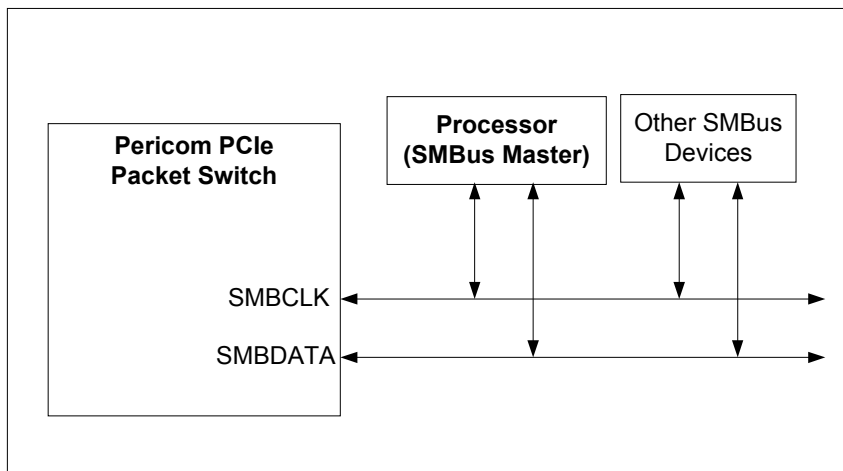 Pericom PCIe
Packet Switch
Processor
(SMBus Master)
Other SMBus
Devices
SMBCLK
SMBDATA